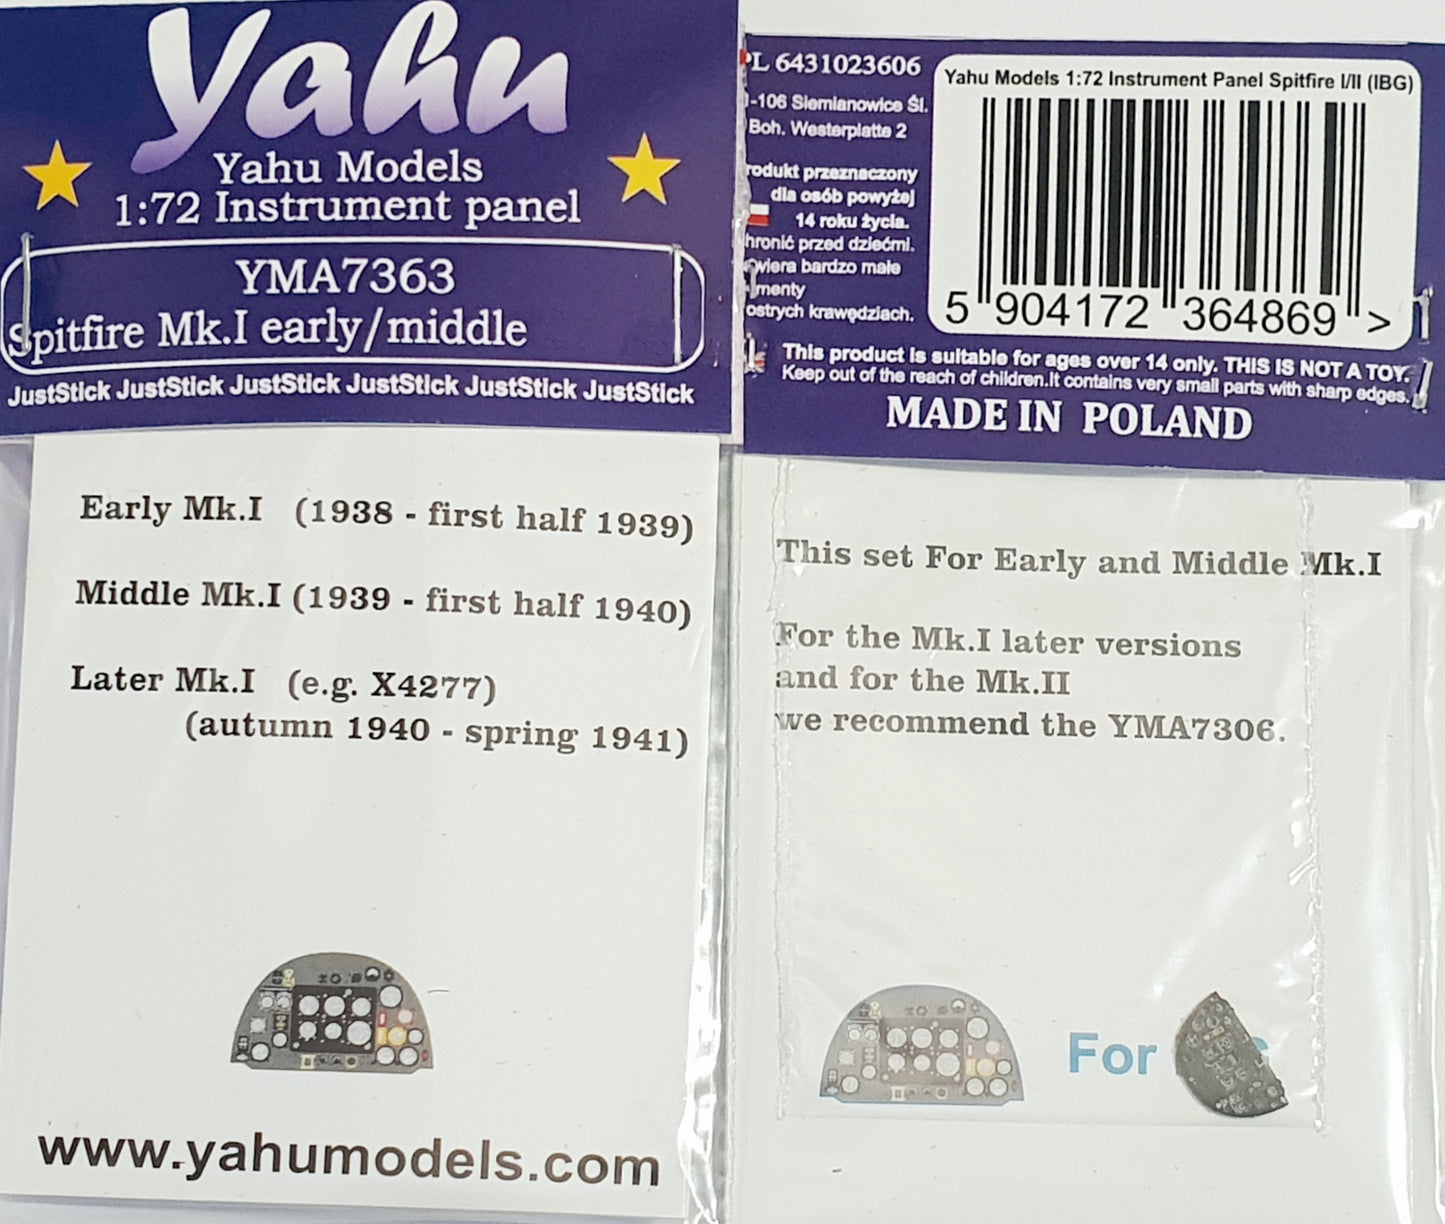 Yahu
Yahu Models
1:72 Instrument panel
YMA7363
Spitfire Mk.I early/middle
JustStick JustStick JustStick JustStick JustStick JustStick
Early Mk.I (1938 - first half 1939)
Middle Mk.I (1939 - first half 1940)
Later Mk.I (e.g. X4277)
(autumn 1940 - spring 1941)
www.yahumodels.com
PL 6431023606
-106 Siemianowice Śl.
Boh. Westerplatte 2
rodukt przeznaczony
dla osób powyżej
14 roku życia.
hronić przed dziećmi.
wiera bardzo małe
menty
ostrych krawędziach.
Yahu Models 1:72 Instrument Panel Spitfire I/II (IBG)
5 904172 364869 >
This product is suitable for ages over 14 only. THIS IS NOT A TOY.
Keep out of the reach of children.It contains very small parts with sharp edges.
MADE IN POLAND
This set For Early and Middle Mk.I
For the Mk.I later versions
and for the Mk.II
we recommend the YMA7306.
For